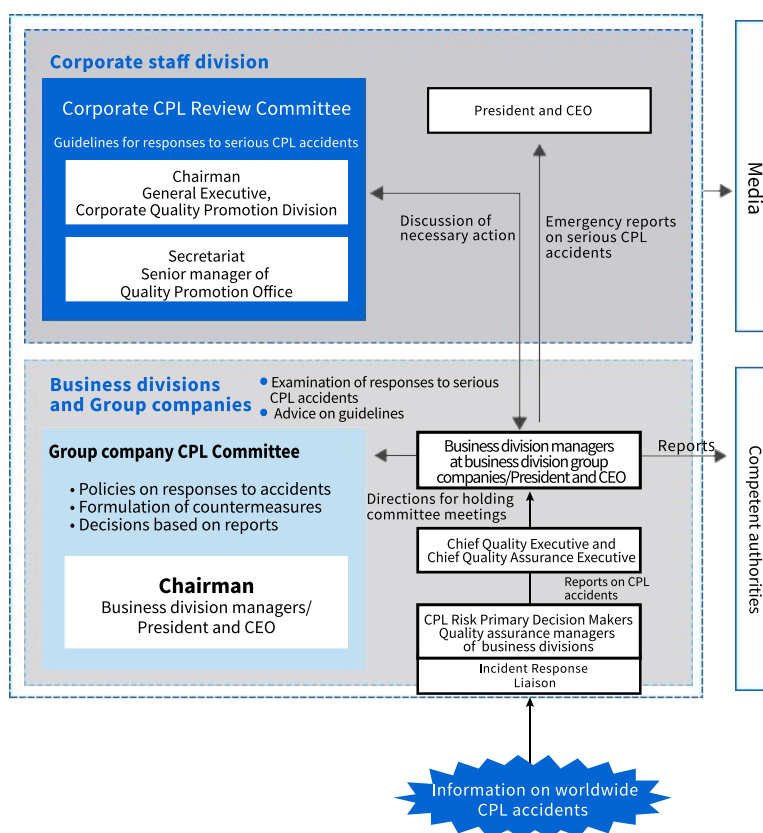 Corporate staff division
Corporate CPL Review Committee
Guidelines for responses to serious CPL accidents
Chairman
General Executive,
Corporate Quality Promotion Division
Secretariat
Senior manager of
Quality Promotion Office
President and CEO
Discussion of
necessary action
Emergency reports
on serious CPL
accidents
Media
Business divisions
and Group companies
• Examination of responses to serious
CPL accidents
• Advice on guidelines
Group company CPL Committee
• Policies on responses to accidents
• Formulation of countermeasures
• Decisions based on reports
Chairman
Business division managers/
President and CEO
Business division managers
at business division group
companies/President and CEO
Reports
Directions for holding
committee meetings
Chief Quality Executive and
Chief Quality Assurance Executive
Reports on CPL
accidents
CPL Risk Primary Decision Makers
Quality assurance managers
of business divisions
Incident Response
Liaison
Competent authorities
Information on worldwide
CPL accidents